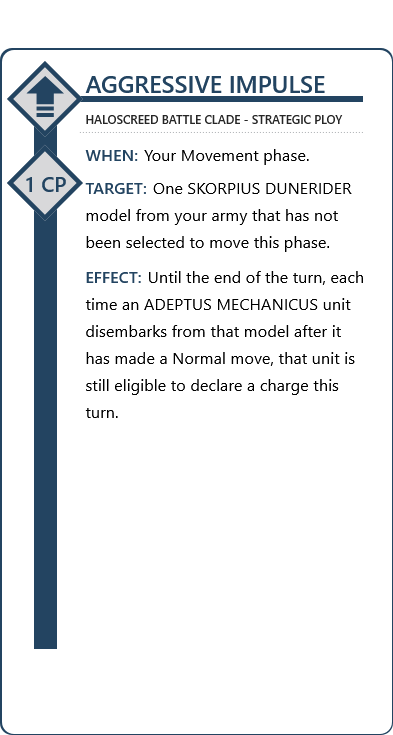 AGGRESSIVE IMPULSE
HALOSCREED BATTLE CLADE - STRATEGIC PLOY
1 CP
WHEN: Your Movement phase.
TARGET: One SKORPIUS DUNERIDER
model from your army that has not
been selected to move this phase.
EFFECT: Until the end of the turn, each
time an ADEPTUS MECHANICUS unit
disembarks from that model after it
has made a Normal move, that unit is
still eligible to declare a charge this
turn.